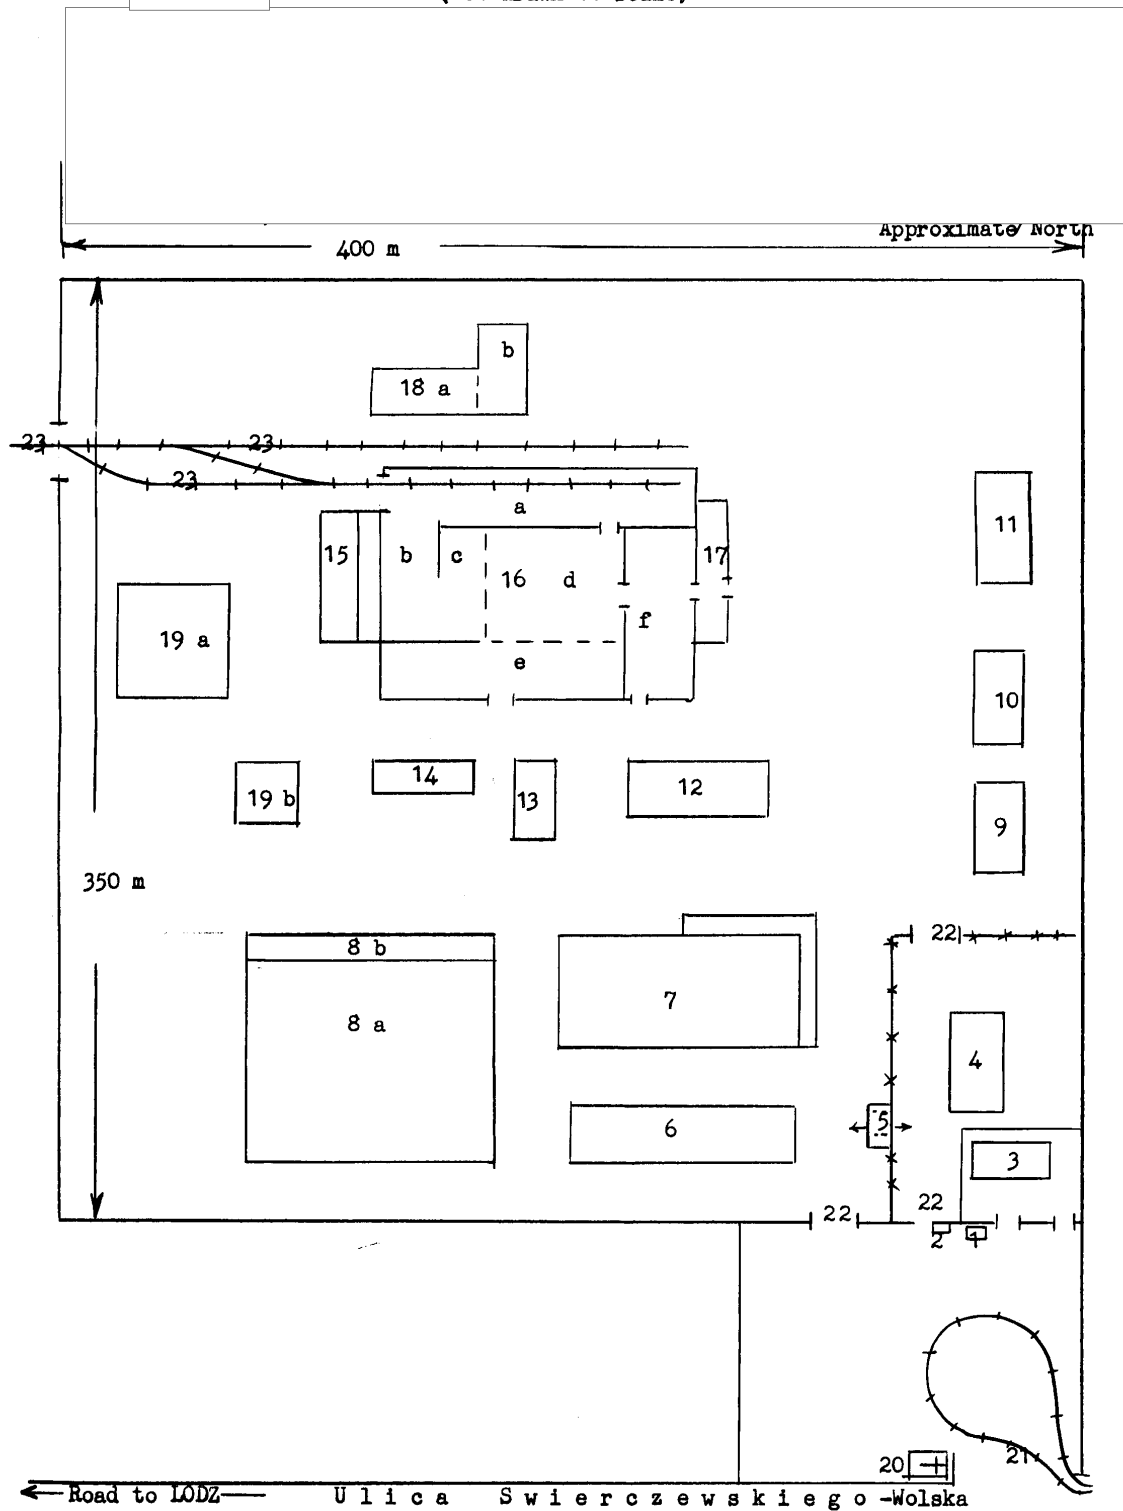 Approximate North
400 m
b
18 a
23 23
23
a
11
15 b c 17
16 d
f
19 a
e
10
14
12
19 b 13
9
350 m
22
8 b
7
8 a
4
5
6
3
22
22
2 1
21
20
Road to LODZ Ulica Swierczewskiego-Wolska